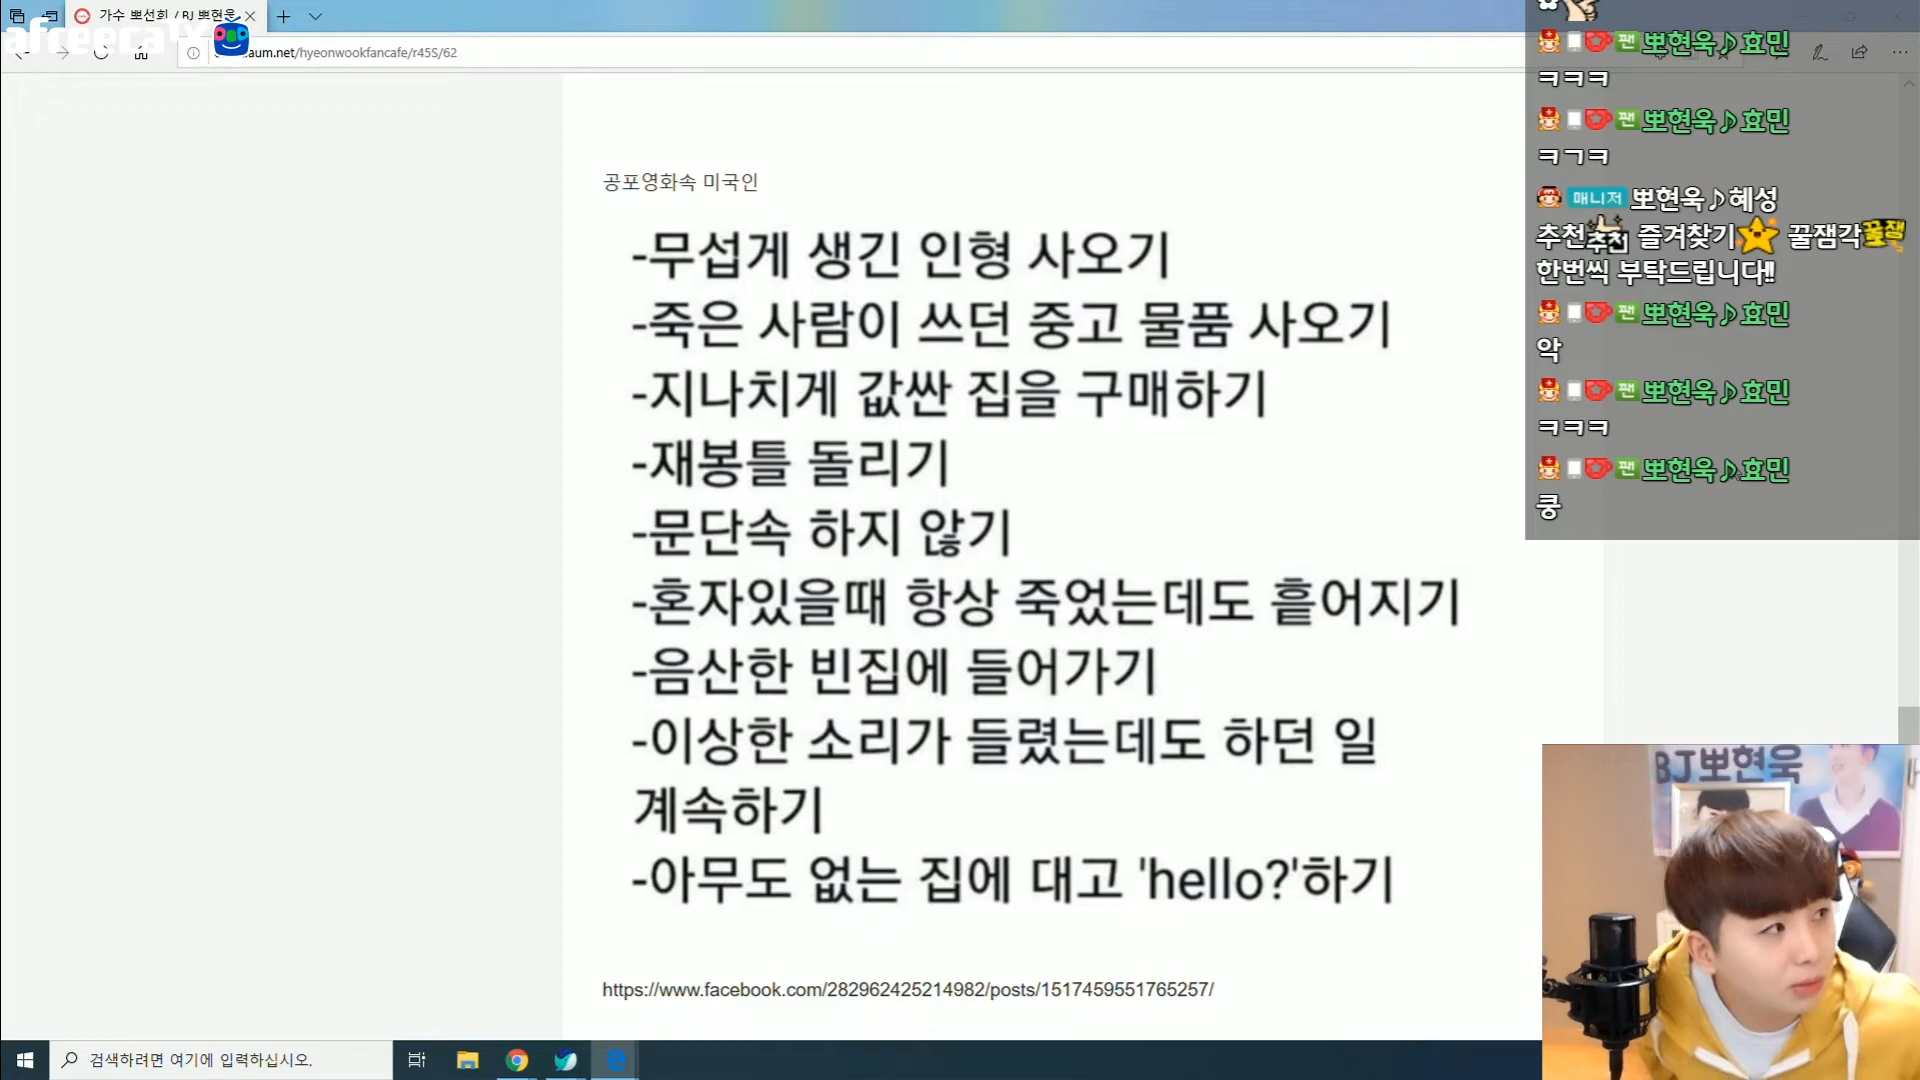 가수 뽀선회 / BJ 뽀현욱
afreecaTV
aum.net/hyeonwookfancafe/r45S/62
공포영화속 미국인
-무섭게 생긴 인형 사오기
-죽은 사람이 쓰던 중고 물품 사오기
-지나치게 값싼 집을 구매하기
-재봉틀 돌리기
-문단속 하지 않기
-혼자있을때 항상 죽었는데도 흩어지기
-음산한 빈집에 들어가기
-이상한 소리가 들렸는데도 하던 일
계속하기
-아무도 없는 집에 대고 'hello?'하기
https://www.facebook.com/282962425214982/posts/1517459551765257/
팬 뽀현욱♪효민
ㅋㅋㅋ
팬 뽀현욱♪효민
ㅋㄱㅋ
매니저 뽀현욱♪혜성
추천 추천 즐겨찾기 꿀잼각 꿀잼
한번씩 부탁드립니다!!
팬 뽀현욱♪효민
악
팬 뽀현욱♪효민
ㅋㅋㅋ
팬 뽀현욱♪효민
쿵
BJ뽀현욱
검색하려면 여기에 입력하십시오.